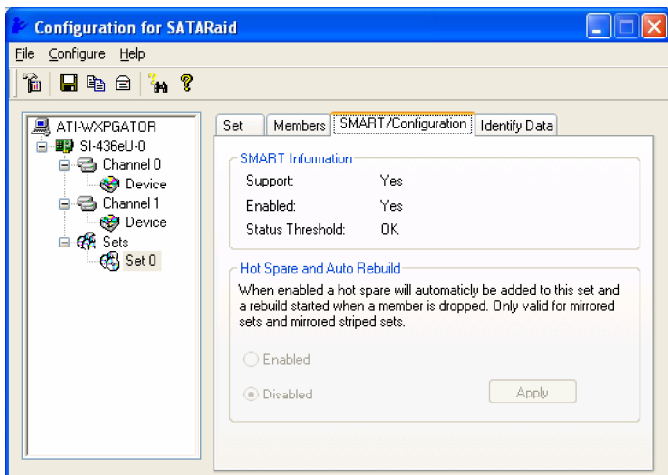 Configuration for SATARaid
File Configure Help
ATI-WXPGATOR
SI-436eU-0
Channel 0
Device
Channel 1
Device
Sets
Set 0
Set Members SMART/Configuration Identify Data
SMART Information
Support: Yes
Enabled: Yes
Status Threshold: OK
Hot Spare and Auto Rebuild
When enabled a hot spare will automaticly be added to this set and
a rebuild started when a member is dropped. Only valid for mirrored
sets and mirrored striped sets.
Enabled
Disabled
Apply